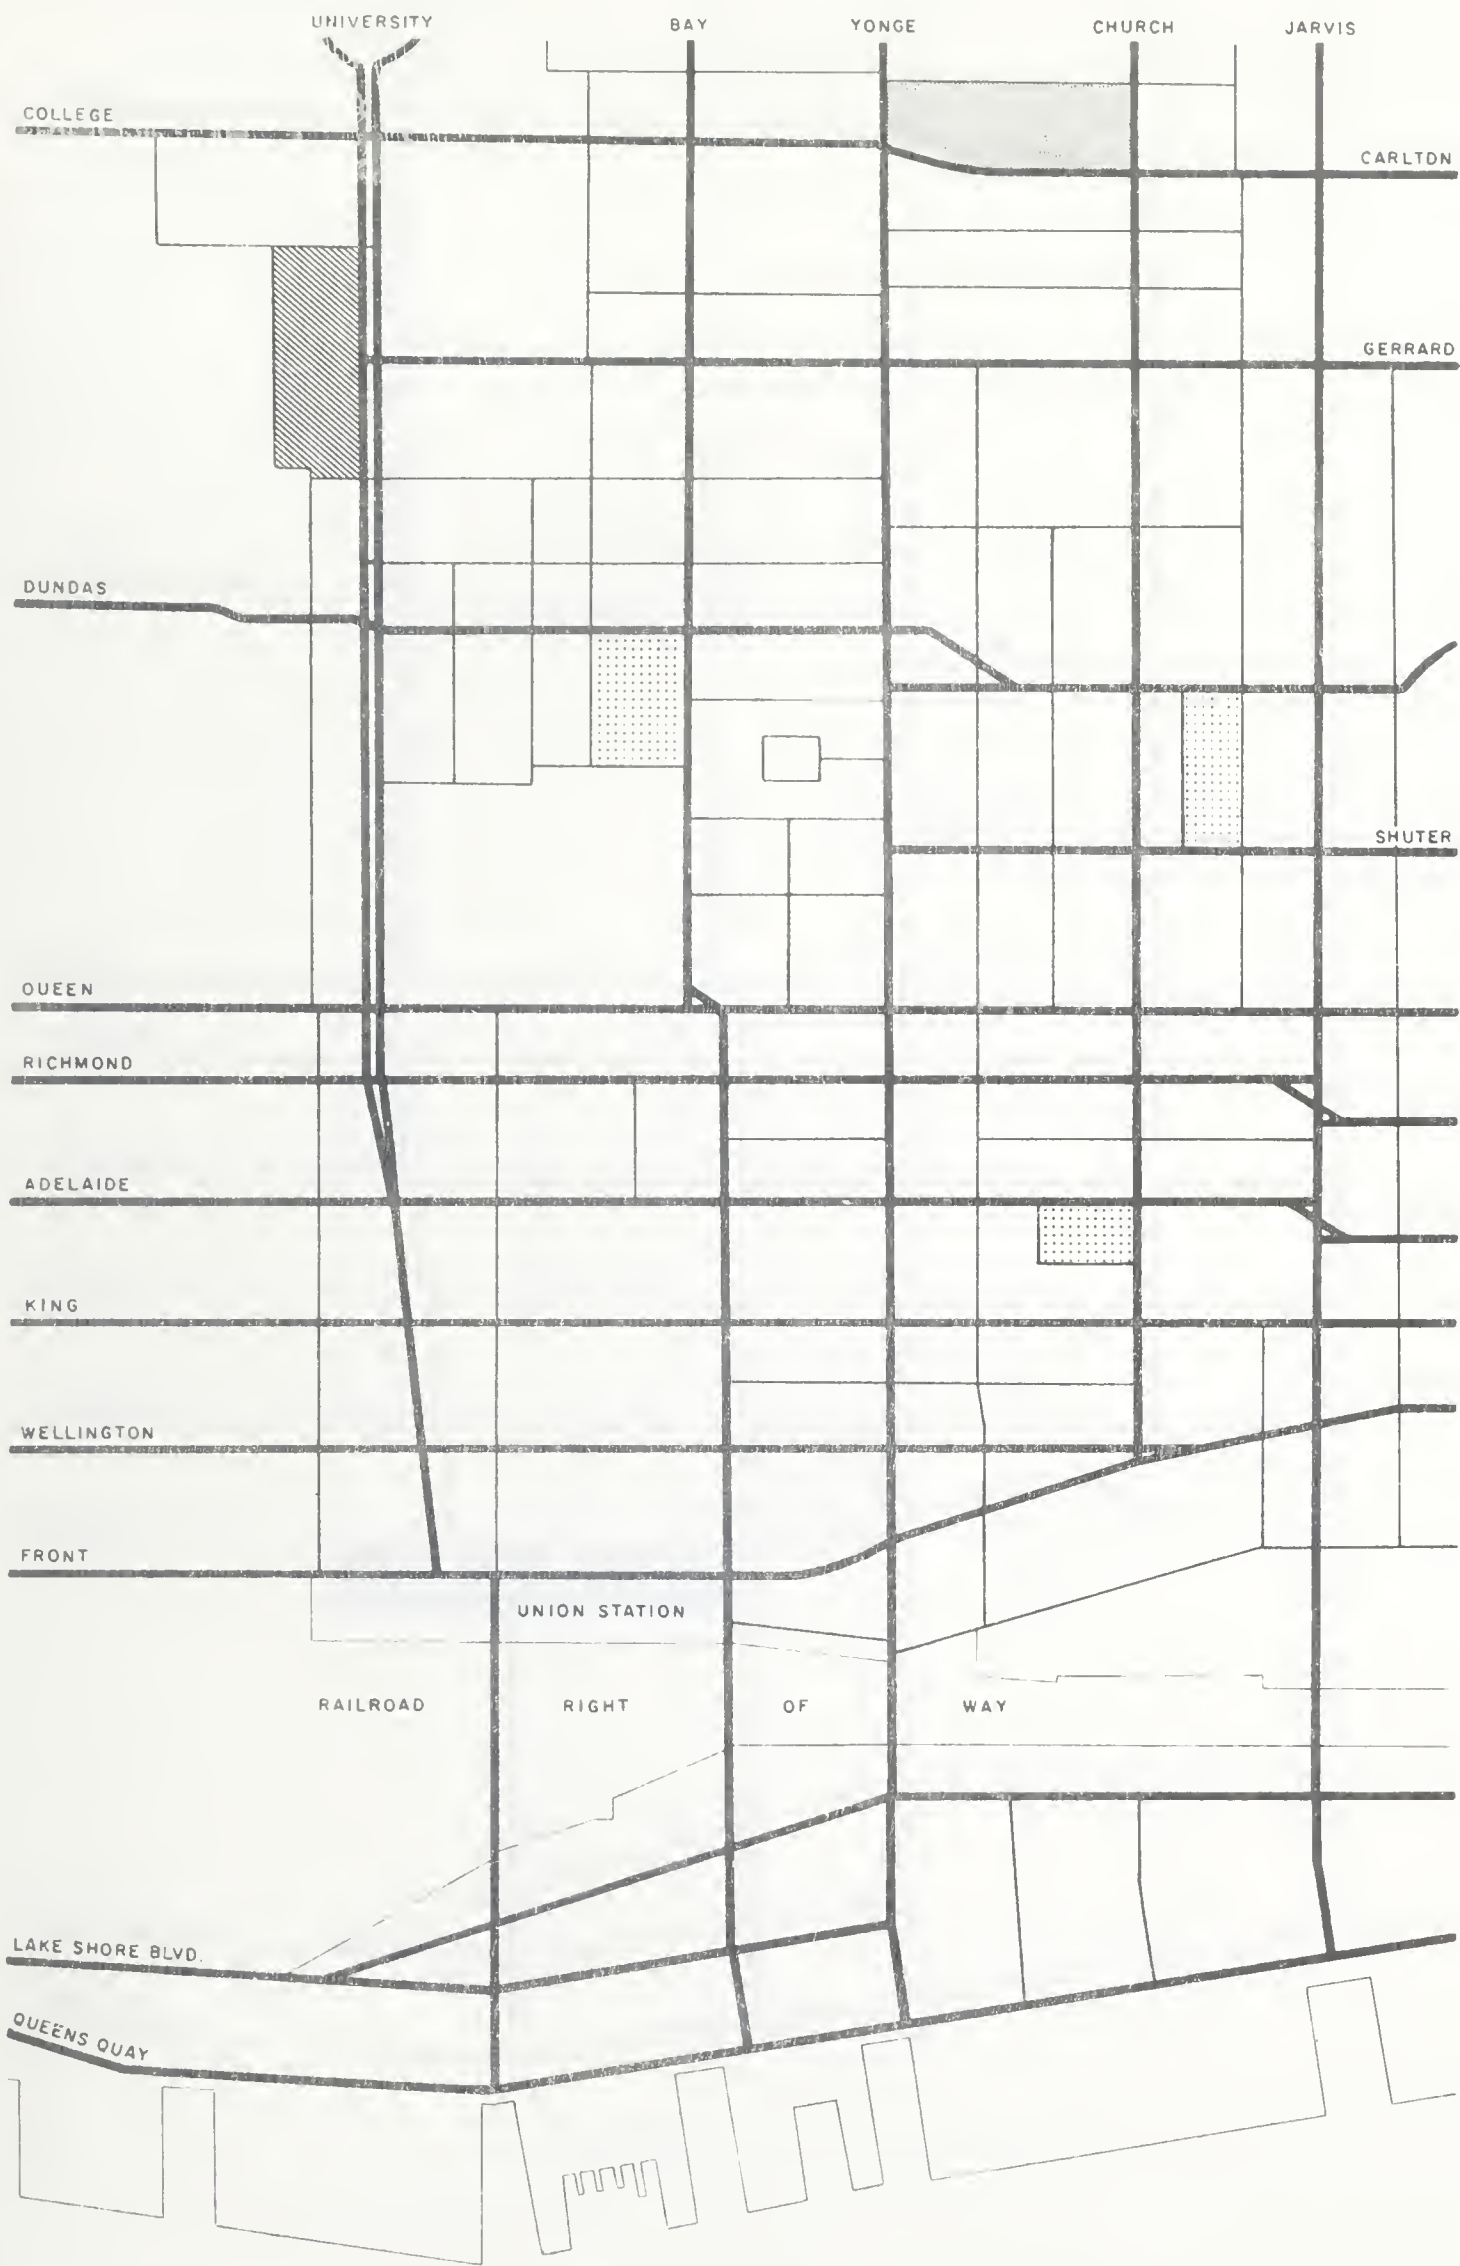 UNIVERSITY
BAY
YONGE
CHURCH
JARVIS
COLLEGE
CARLTON
GERRARD
DUNDAS
SHUTER
QUEEN
RICHMOND
ADELAIDE
KING
WELLINGTON
FRONT
UNION STATION
RAILROAD RIGHT OF WAY
LAKE SHORE BLVD.
QUEENS QUAY